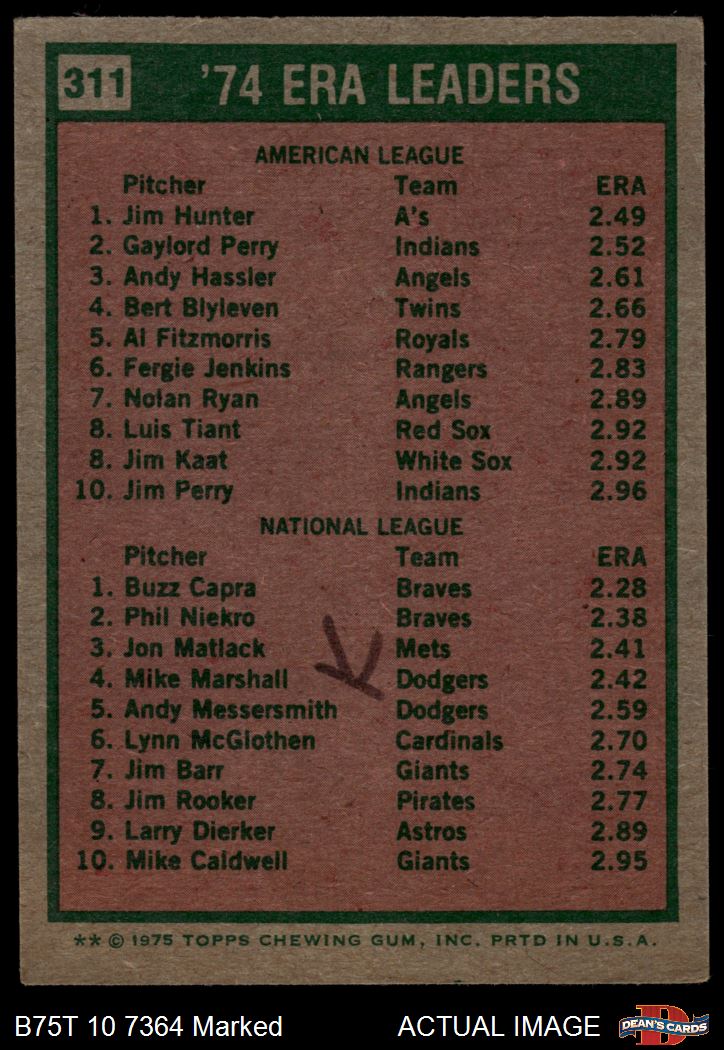 311 '74 ERA LEADERS
AMERICAN LEAGUE
Pitcher Team ERA
1. Jim Hunter A's 2.49
2. Gaylord Perry Indians 2.52
3. Andy Hassler Angels 2.61
4. Bert Blyleven Twins 2.66
5. Al Fitzmorris Royals 2.79
6. Fergie Jenkins Rangers 2.83
7. Nolan Ryan Angels 2.89
8. Luis Tiant Red Sox 2.92
8. Jim Kaat White Sox 2.92
10. Jim Perry Indians 2.96
NATIONAL LEAGUE
Pitcher Team ERA
1. Buzz Capra Braves 2.28
2. Phil Niekro Braves 2.38
3. Jon Matlack Mets 2.41
4. Mike Marshall Dodgers 2.42
5. Andy Messersmith Dodgers 2.59
6. Lynn McGlothen Cardinals 2.70
7. Jim Barr Giants 2.74
8. Jim Rooker Pirates 2.77
9. Larry Dierker Astros 2.89
10. Mike Caldwell Giants 2.95
** © 1975 TOPPS CHEWING GUM, INC. PRTD IN U.S.A.
B75T 10 7364 Marked ACTUAL IMAGE
D
DEAN'S CARDS